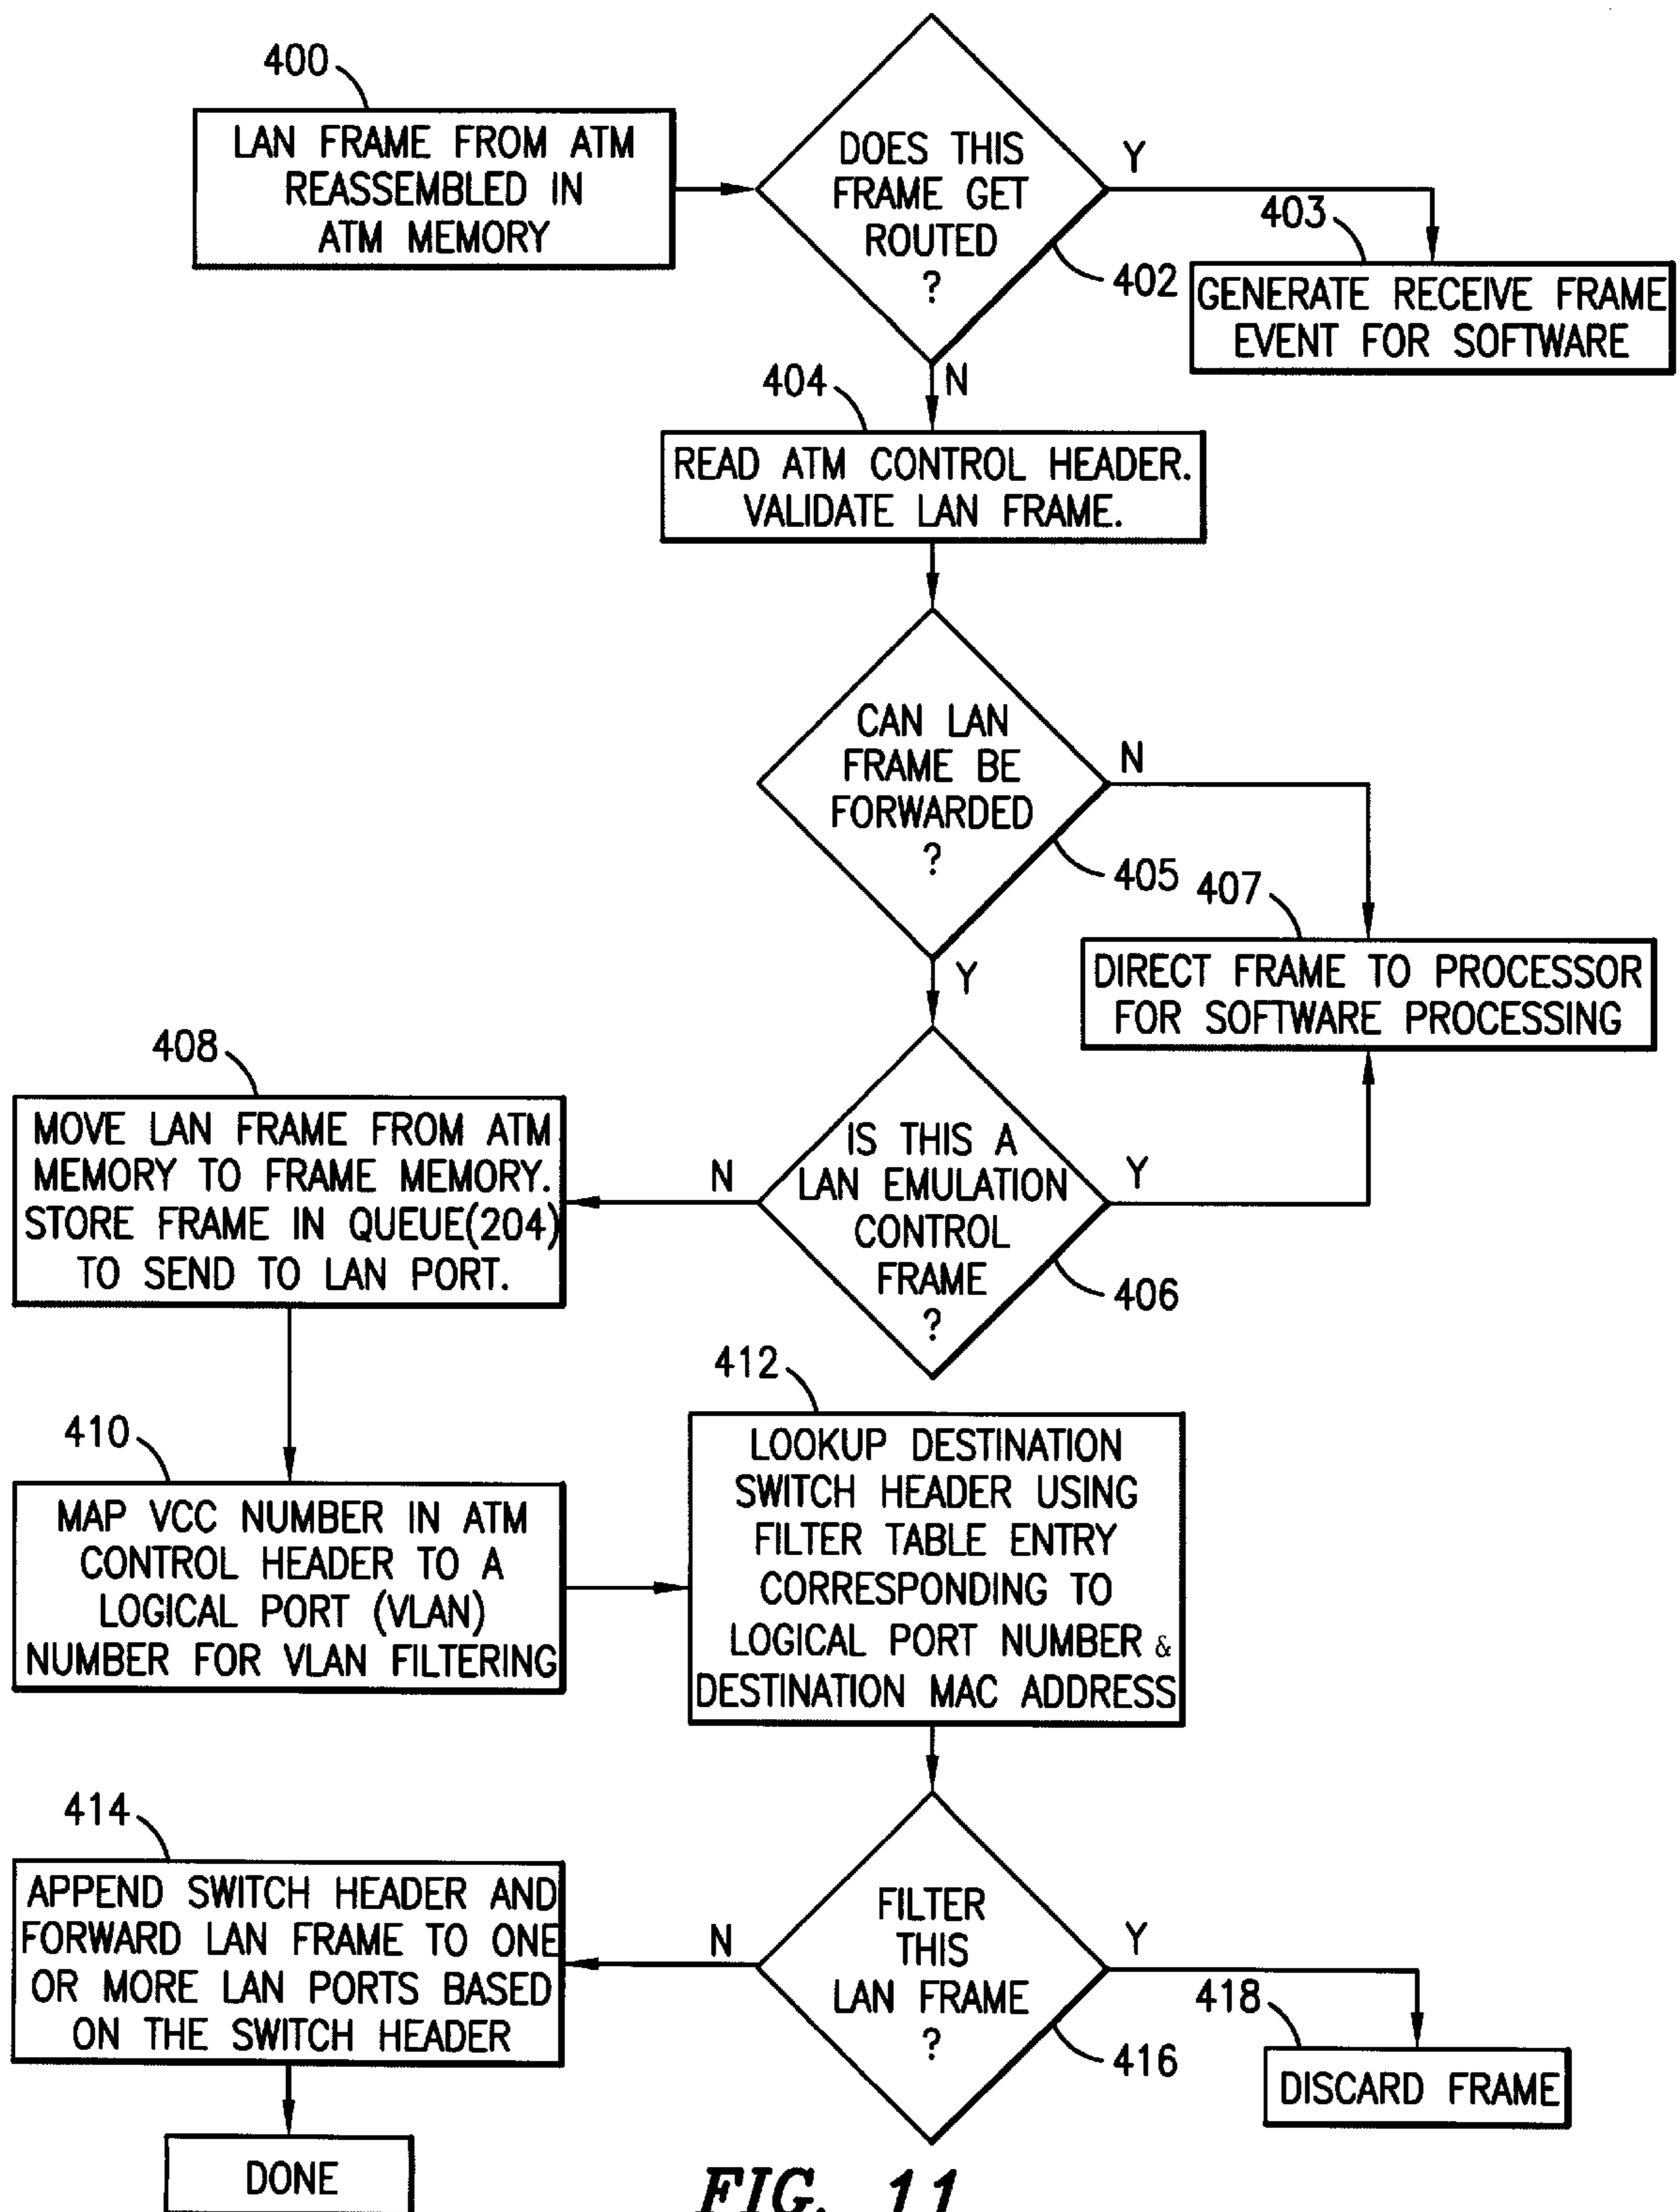 400
LAN FRAME FROM ATM
REASSEMBLED IN
ATM MEMORY
DOES THIS
FRAME GET
ROUTED
?
402
Y
403
GENERATE RECEIVE FRAME
EVENT FOR SOFTWARE
N
404
READ ATM CONTROL HEADER.
VALIDATE LAN FRAME.
CAN LAN
FRAME BE
FORWARDED
?
405
N
407
DIRECT FRAME TO PROCESSOR
FOR SOFTWARE PROCESSING
Y
IS THIS A
LAN EMULATION
CONTROL
FRAME
?
406
Y
N
408
MOVE LAN FRAME FROM ATM
MEMORY TO FRAME MEMORY.
STORE FRAME IN QUEUE(204)
TO SEND TO LAN PORT.
410
MAP VCC NUMBER IN ATM
CONTROL HEADER TO A
LOGICAL PORT (VLAN)
NUMBER FOR VLAN FILTERING
412
LOOKUP DESTINATION
SWITCH HEADER USING
FILTER TABLE ENTRY
CORRESPONDING TO
LOGICAL PORT NUMBER &
DESTINATION MAC ADDRESS
FILTER
THIS
LAN FRAME
?
416
Y
418
DISCARD FRAME
N
414
APPEND SWITCH HEADER AND
FORWARD LAN FRAME TO ONE
OR MORE LAN PORTS BASED
ON THE SWITCH HEADER
DONE
FIG. 11